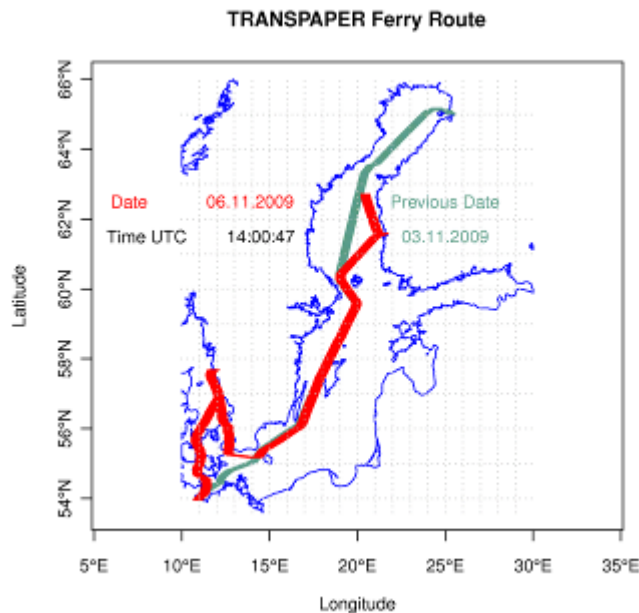 TRANSPAPER Ferry Route
66°N
64°N
62°N
60°N
58°N
56°N
54°N
Latitude
Date 06.11.2009 Previous Date
Time UTC 14:00:47 03.11.2009
5°E 10°E 15°E 20°E 25°E 30°E 35°E
Longitude